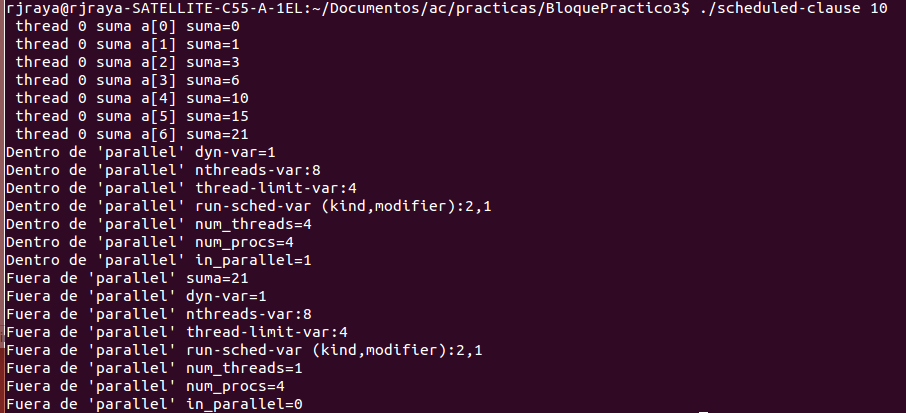 rjraya@rjraya-SATELLITE-C55-A-1EL:~/Documentos/ac/practicas/BloquePractico3$ ./scheduled-clause 10
thread 0 suma a[0] suma=0
thread 0 suma a[1] suma=1
thread 0 suma a[2] suma=3
thread 0 suma a[3] suma=6
thread 0 suma a[4] suma=10
thread 0 suma a[5] suma=15
thread 0 suma a[6] suma=21
Dentro de 'parallel' dyn-var=1
Dentro de 'parallel' nthreads-var:8
Dentro de 'parallel' thread-limit-var:4
Dentro de 'parallel' run-sched-var (kind,modifier):2,1
Dentro de 'parallel' num_threads=4
Dentro de 'parallel' num_procs=4
Dentro de 'parallel' in_parallel=1
Fuera de 'parallel' suma=21
Fuera de 'parallel' dyn-var=1
Fuera de 'parallel' nthreads-var:8
Fuera de 'parallel' thread-limit-var:4
Fuera de 'parallel' run-sched-var (kind,modifier):2,1
Fuera de 'parallel' num_threads=1
Fuera de 'parallel' num_procs=4
Fuera de 'parallel' in_parallel=0